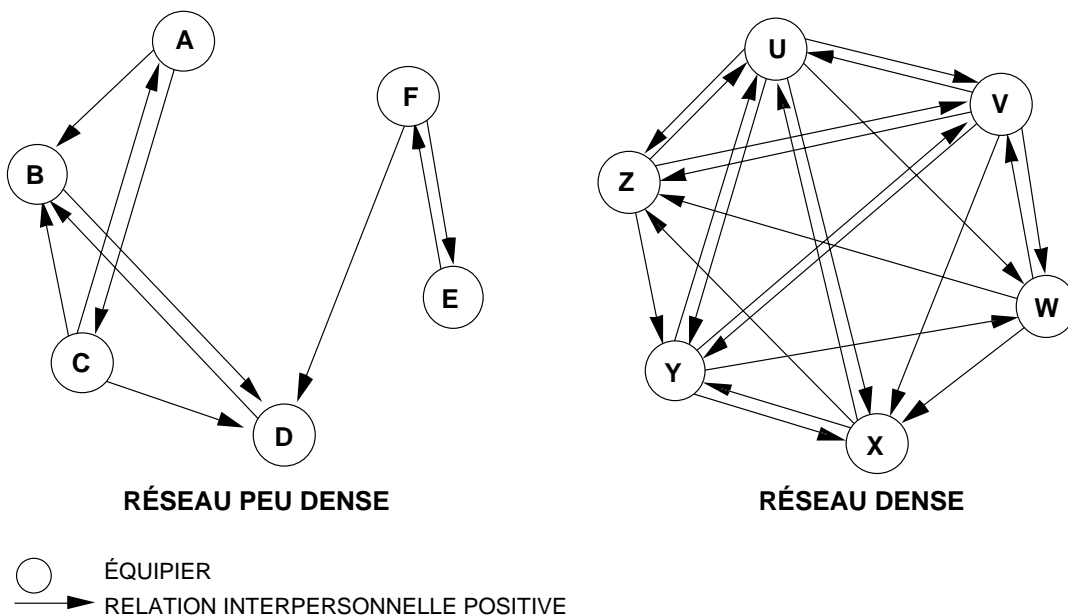 A
B
C
D
F
E
RÉSEAU PEU DENSE
U
V
Z
W
Y
X
RÉSEAU DENSE
ÉQUIPIER
RELATION INTERPERSONNELLE POSITIVE